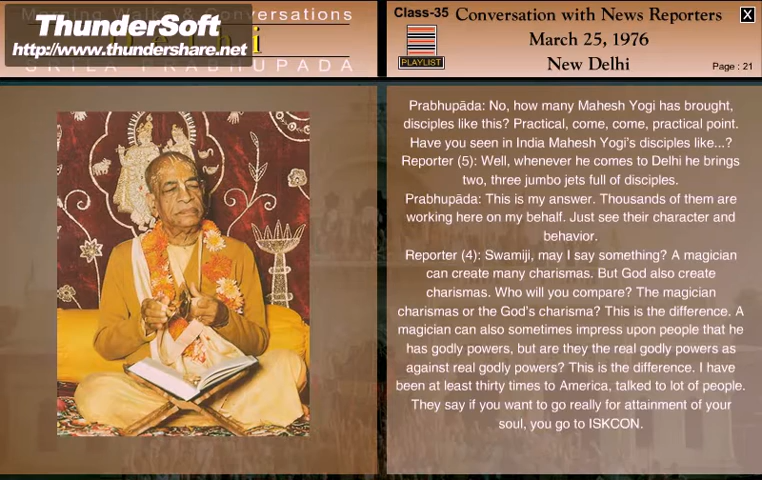 Morning Walks & Conversations
ThunderSoft
http://www.thundershare.net
SRILA PRABHUPADA
Class-35
Conversation with News Reporters
X
March 25, 1976
PLAYLIST
New Delhi
Page : 21
Prabhupāda: No, how many Mahesh Yogi has brought,
disciples like this? Practical, come, come, practical point.
Have you seen in India Mahesh Yogi's disciples like...?
Reporter (5): Well, whenever he comes to Delhi he brings
two, three jumbo jets full of disciples.
Prabhupāda: This is my answer. Thousands of them are
working here on my behalf. Just see their character and
behavior.
Reporter (4): Swamiji, may I say something? A magician
can create many charismas. But God also create
charismas. Who will you compare? The magician
charismas or the God's charisma? This is the difference. A
magician can also sometimes impress upon people that he
has godly powers, but are they the real godly powers as
against real godly powers? This is the difference. I have
been at least thirty times to America, talked to lot of people.
They say if you want to go really for attainment of your
soul, you go to ISKCON.